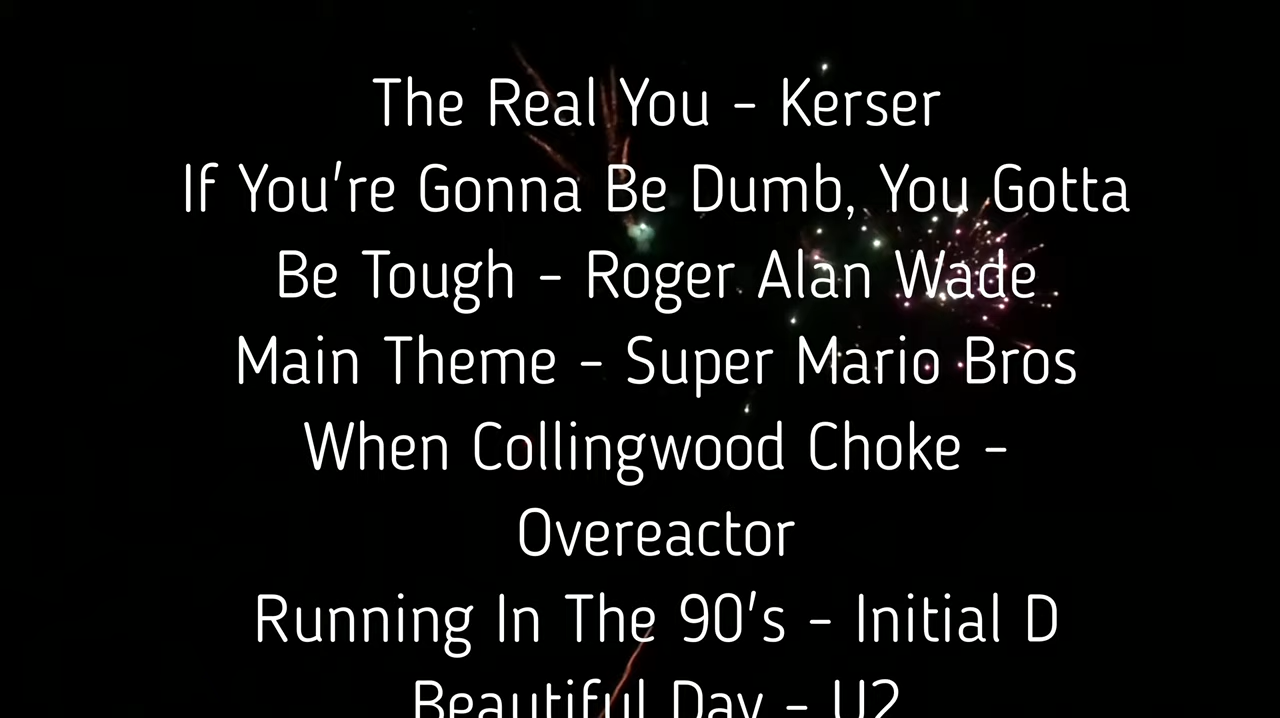 The Real You - Kerser
If You're Gonna Be Dumb, You Gotta
Be Tough - Roger Alan Wade
Main Theme - Super Mario Bros
When Collingwood Choke -
Overeactor
Running In The 90's - Initial D
Beautiful Day - U2